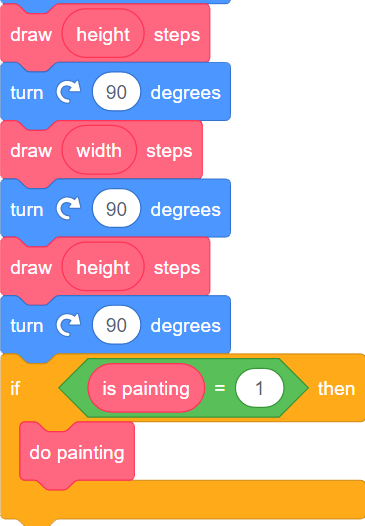 draw height steps
turn 90 degrees
draw width steps
turn 90 degrees
draw height steps
turn 90 degrees
if is painting = 1 then
do painting